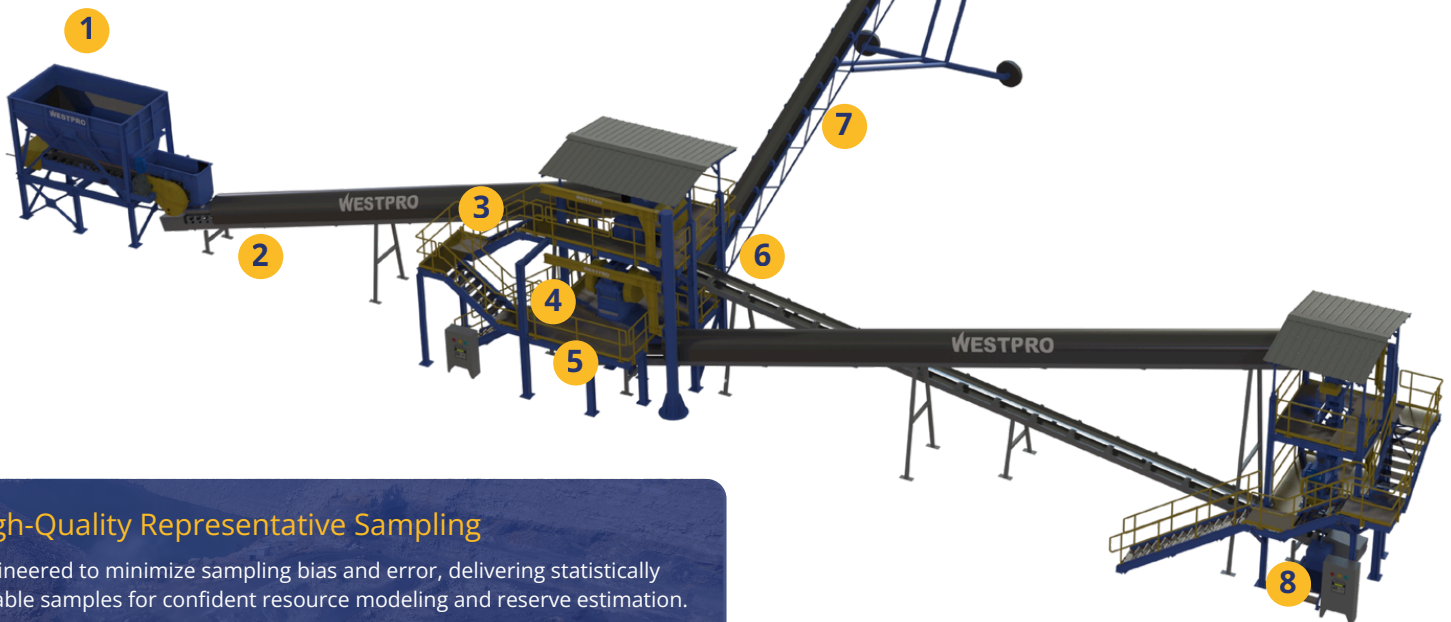 1
WESTPRO
7
WESTPRO
3
2
6
4
WESTPRO
5
8
gh-Quality Representative Sampling
ineered to minimize sampling bias and error, delivering statistically
able samples for confident resource modeling and reserve estimation.